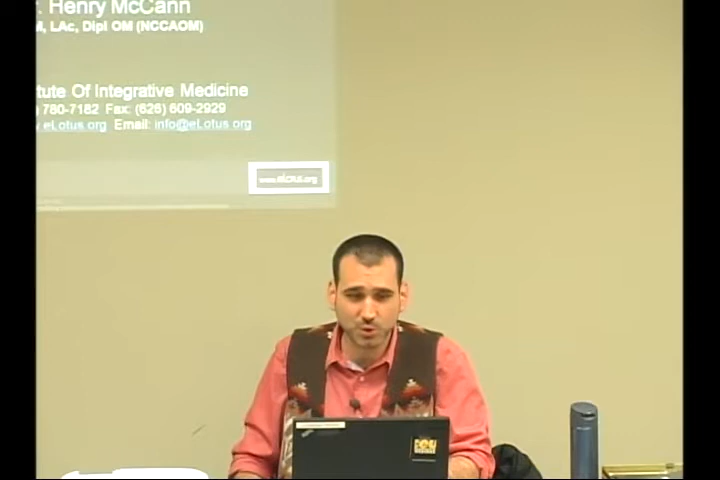 Henry McCann
LAc, Dipl OM (NCCAOM)
tute Of Integrative Medicine
780-7182 Fax: (626) 609-2929
eLotus.org Email: info@eLotus.org
www.elotus.org